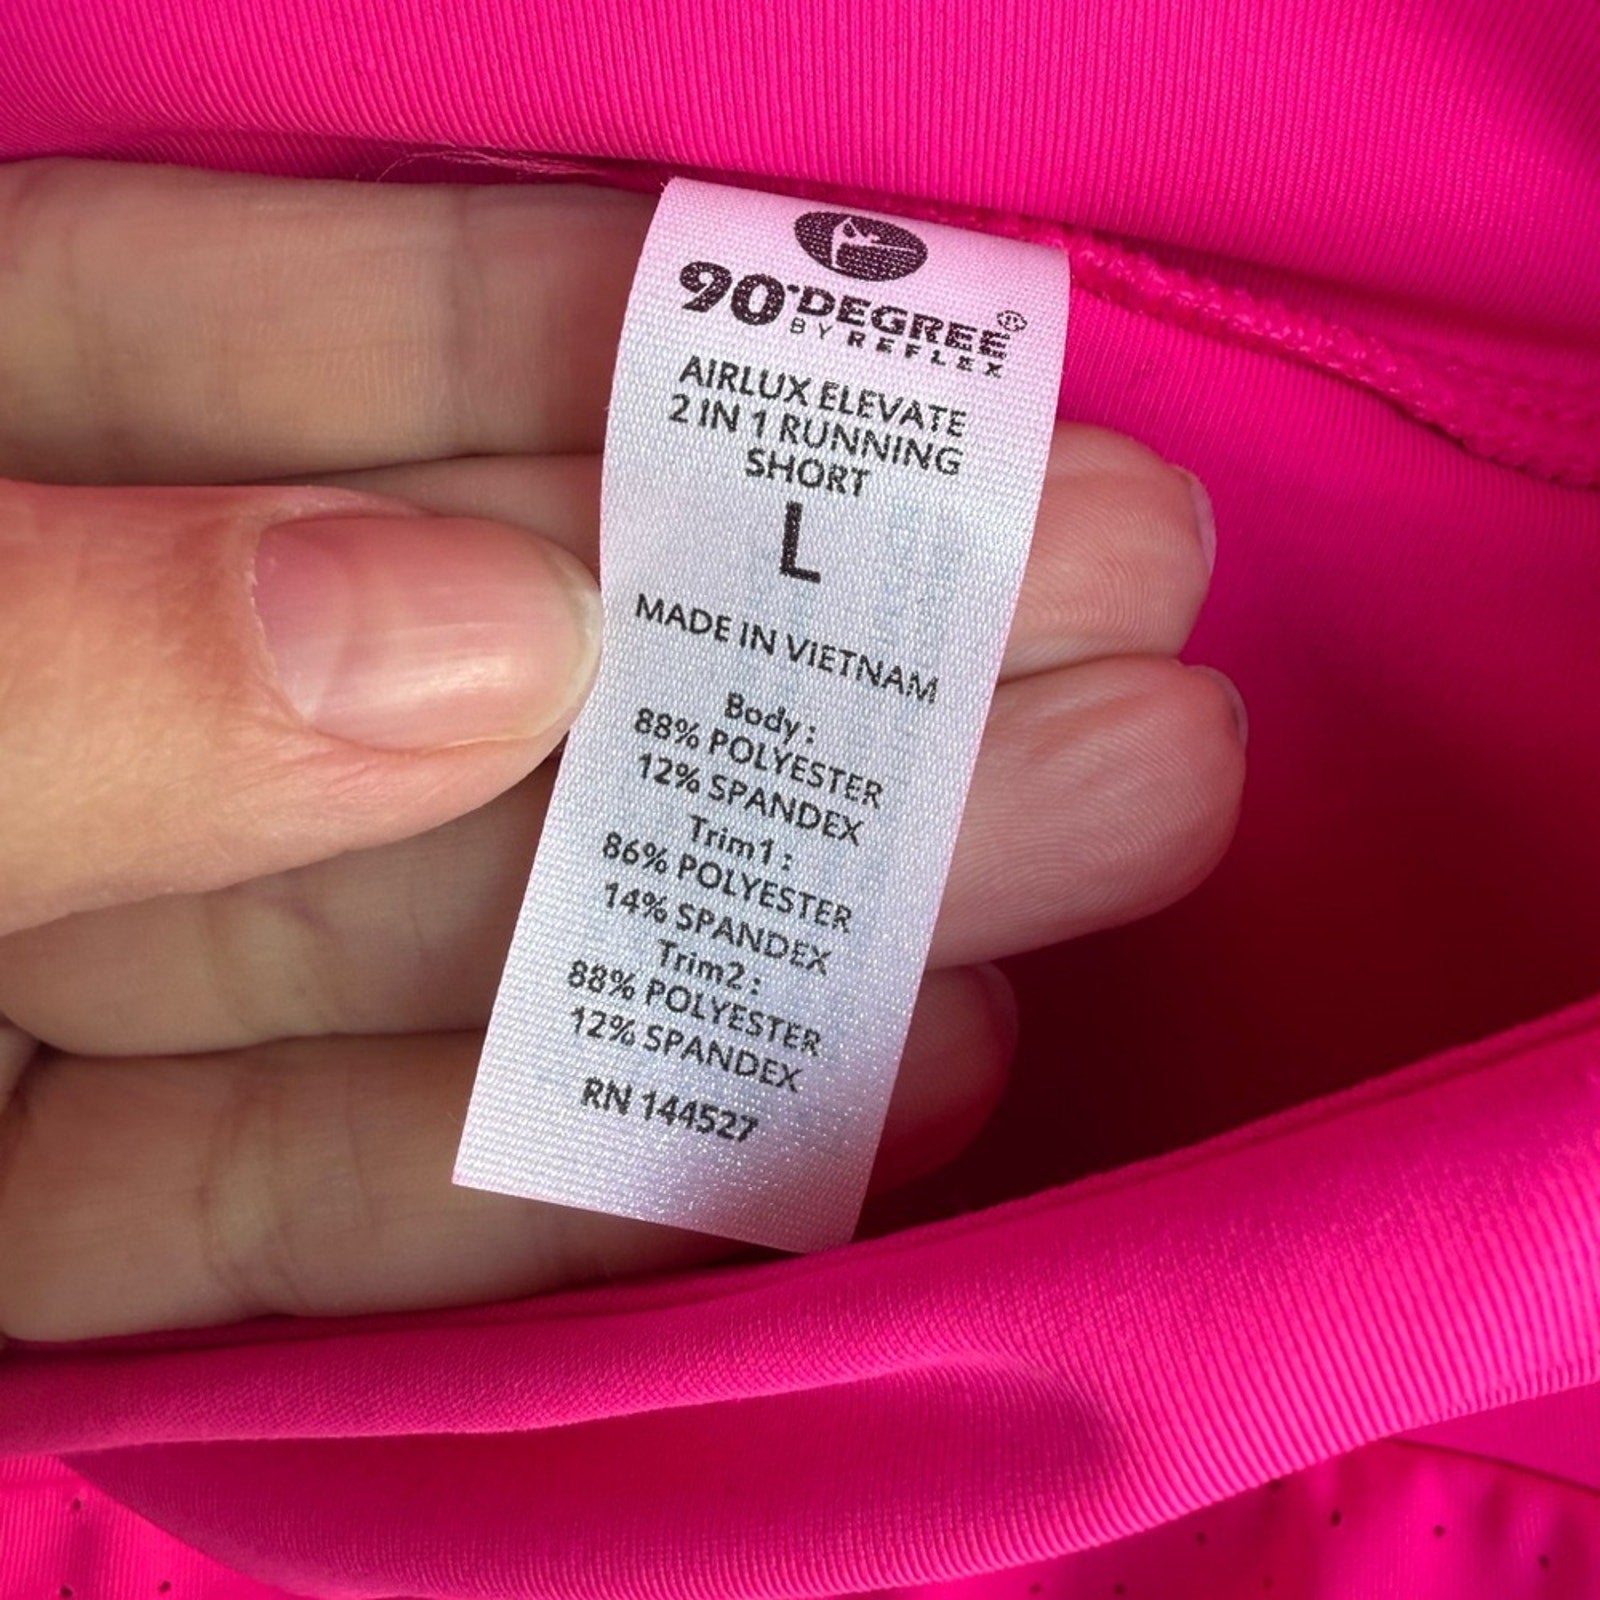 90°DEGREE®
BY REFLEX
AIRLUX ELEVATE
2 IN 1 RUNNING
SHORT
L
MADE IN VIETNAM
Body :
88% POLYESTER
12% SPANDEX
Trim1 :
86% POLYESTER
14% SPANDEX
Trim2 :
88% POLYESTER
12% SPANDEX
RN 144527